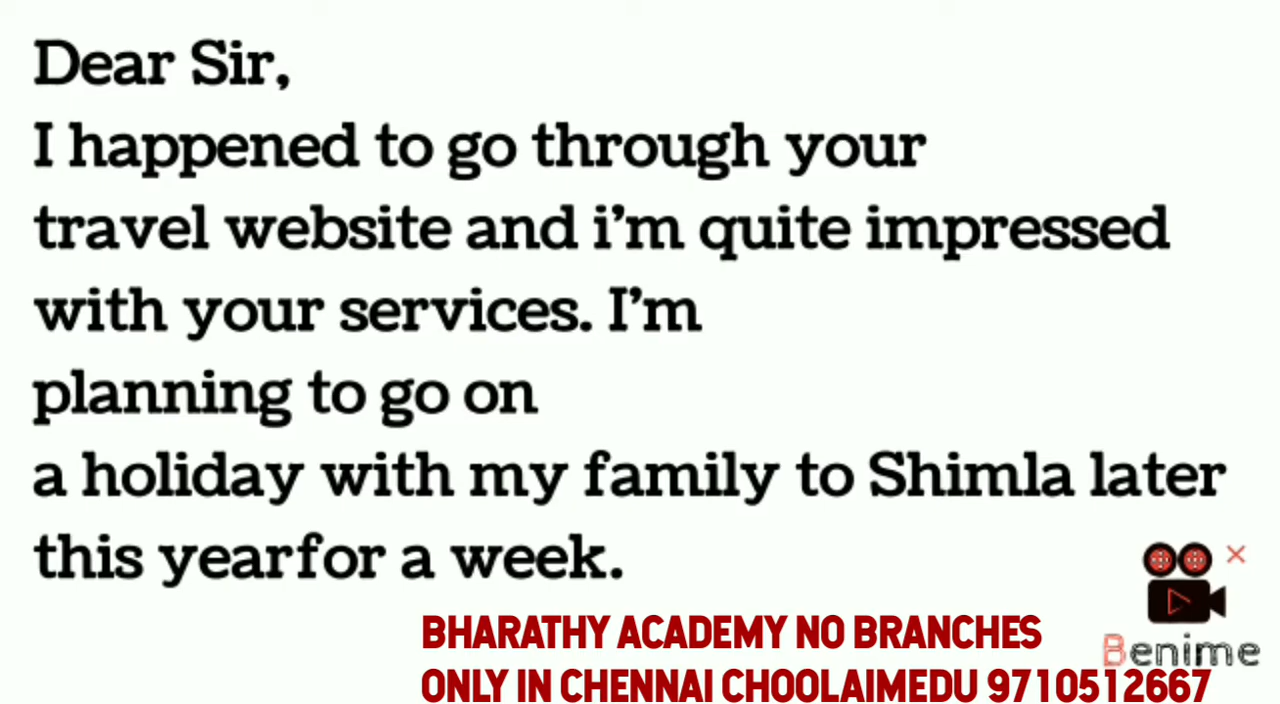 Dear Sir,
I happened to go through your
travel website and i’m quite impressed
with your services. I’m
planning to go on
a holiday with my family to Shimla later
this yearfor a week.
BHARATHY ACADEMY NO BRANCHES
Benime
ONLY IN CHENNAI CHOOLAIMEDU 9710512667